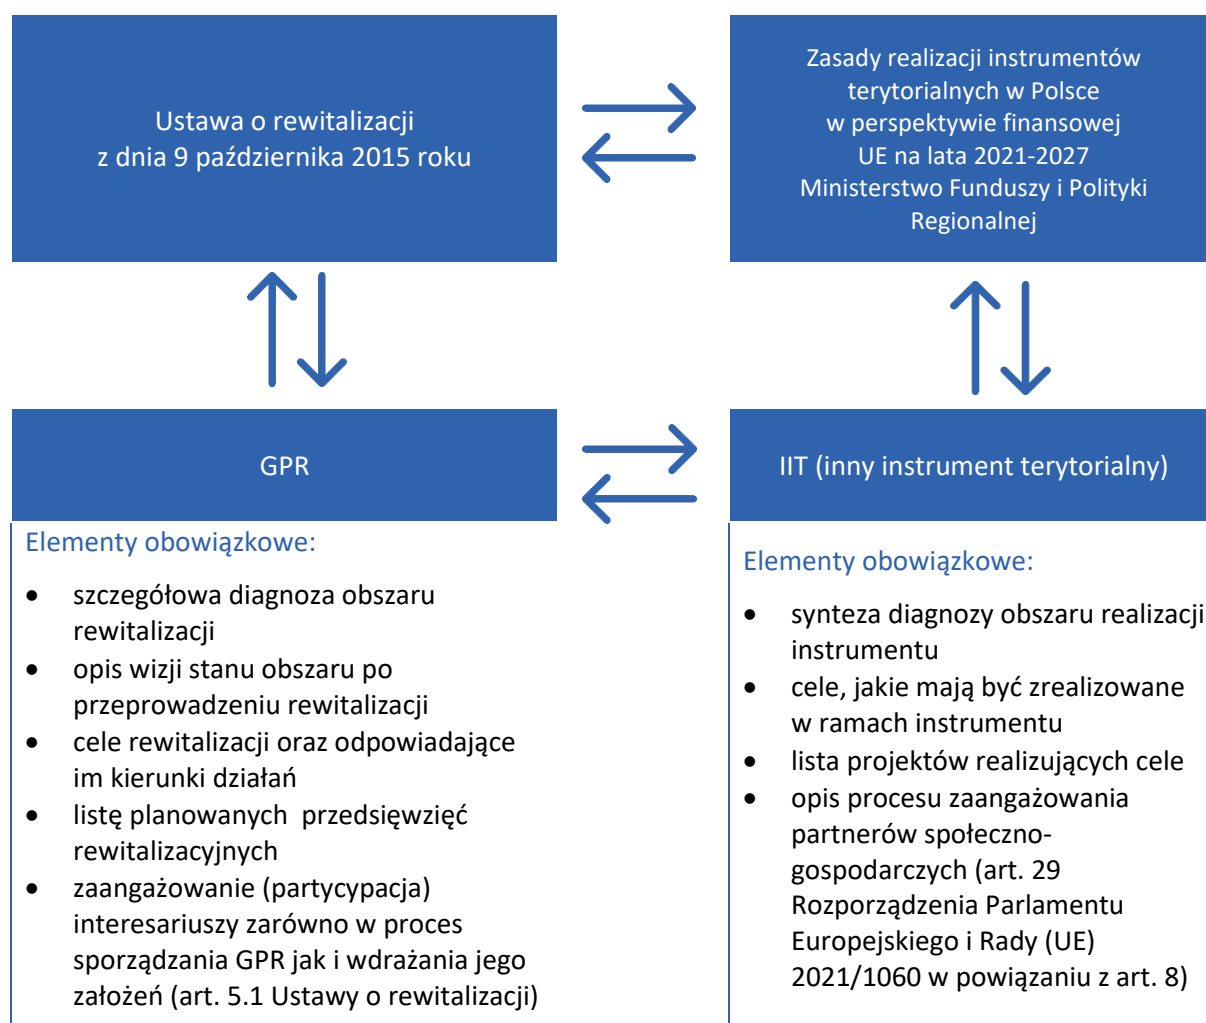 Ustawa o rewitalizacji
z dnia 9 października 2015 roku
Zasady realizacji instrumentów
terytorialnych w Polsce
w perspektywie finansowej
UE na lata 2021-2027
Ministerstwo Funduszy i Polityki
Regionalnej
GPR
IIT (inny instrument terytorialny)
Elementy obowiązkowe:
• szczegółowa diagnoza obszaru
rewitalizacji
• opis wizji stanu obszaru po
przeprowadzeniu rewitalizacji
• cele rewitalizacji oraz odpowiadające
im kierunki działań
• listę planowanych przedsięwzięć
rewitalizacyjnych
• zaangażowanie (partycypacja)
interesariuszy zarówno w proces
sporządzania GPR jak i wdrażania jego
założeń (art. 5.1 Ustawy o rewitalizacji)
Elementy obowiązkowe:
• synteza diagnozy obszaru realizacji
instrumentu
• cele, jakie mają być zrealizowane
w ramach instrumentu
• lista projektów realizujących cele
• opis procesu zaangażowania
partnerów społeczno-
gospodarczych (art. 29
Rozporządzenia Parlamentu
Europejskiego i Rady (UE)
2021/1060 w powiązaniu z art. 8)